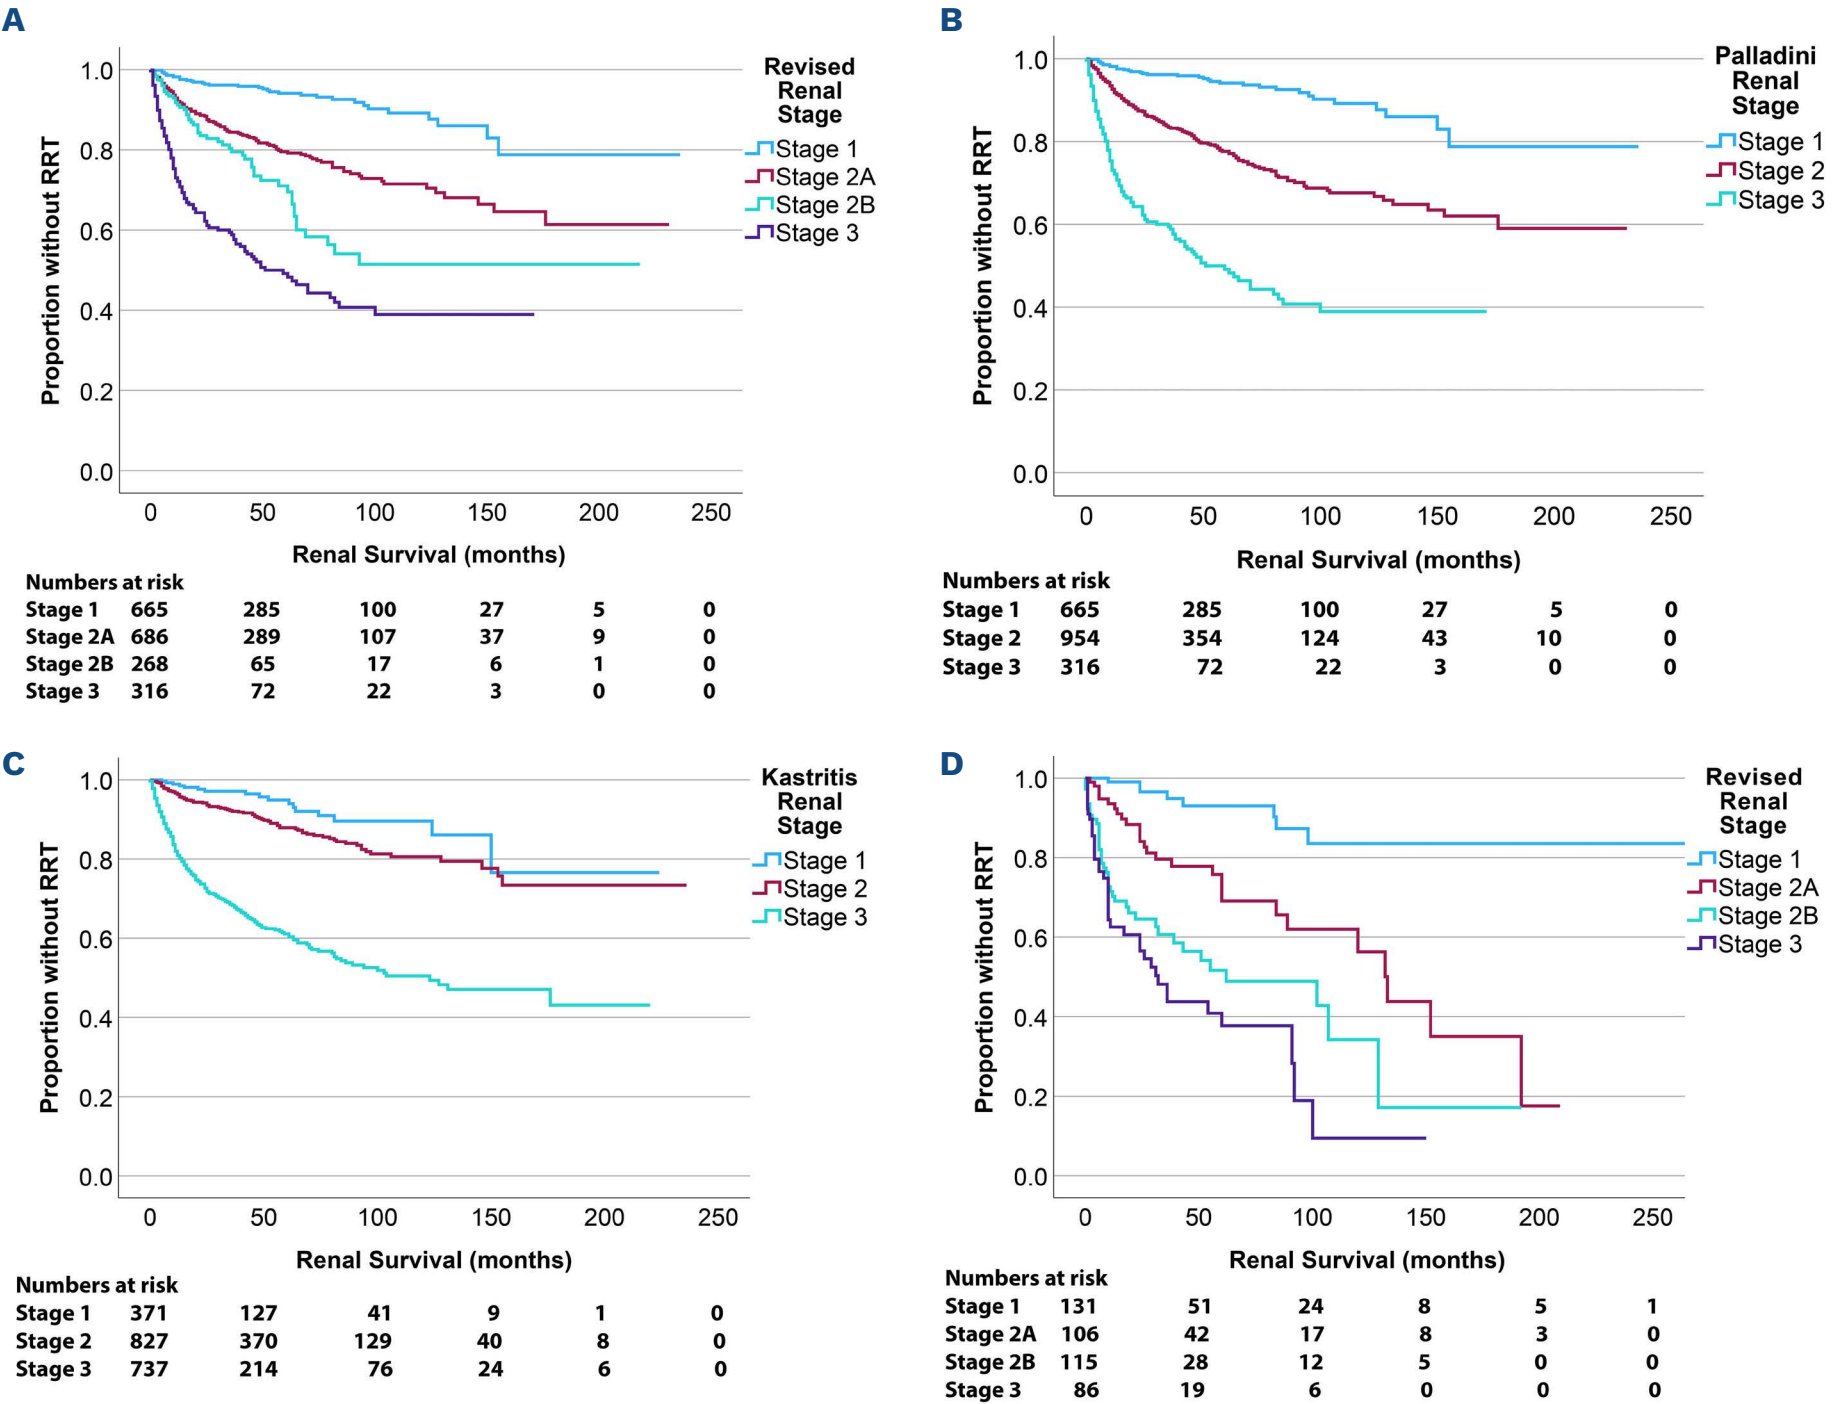 A
Proportion without RRT
1.0
0.8
0.6
0.4
0.2
0.0
0 50 100 150 200 250
Renal Survival (months)
Revised
Renal
Stage
Stage 1
Stage 2A
Stage 2B
Stage 3
Numbers at risk
Stage 1 665 285 100 27 5 0
Stage 2A 686 289 107 37 9 0
Stage 2B 268 65 17 6 1 0
Stage 3 316 72 22 3 0 0
B
Proportion without RRT
1.0
0.8
0.6
0.4
0.2
0.0
0 50 100 150 200 250
Renal Survival (months)
Palladini
Renal
Stage
Stage 1
Stage 2
Stage 3
Numbers at risk
Stage 1 665 285 100 27 5 0
Stage 2 954 354 124 43 10 0
Stage 3 316 72 22 3 0 0
C
Proportion without RRT
1.0
0.8
0.6
0.4
0.2
0.0
0 50 100 150 200 250
Renal Survival (months)
Kastritis
Renal
Stage
Stage 1
Stage 2
Stage 3
Numbers at risk
Stage 1 371 127 41 9 1 0
Stage 2 827 370 129 40 8 0
Stage 3 737 214 76 24 6 0
D
Proportion without RRT
1.0
0.8
0.6
0.4
0.2
0.0
0 50 100 150 200 250
Renal Survival (months)
Revised
Renal
Stage
Stage 1
Stage 2A
Stage 2B
Stage 3
Numbers at risk
Stage 1 131 51 24 8 5 1
Stage 2A 106 42 17 8 3 0
Stage 2B 115 28 12 5 0 0
Stage 3 86 19 6 0 0 0